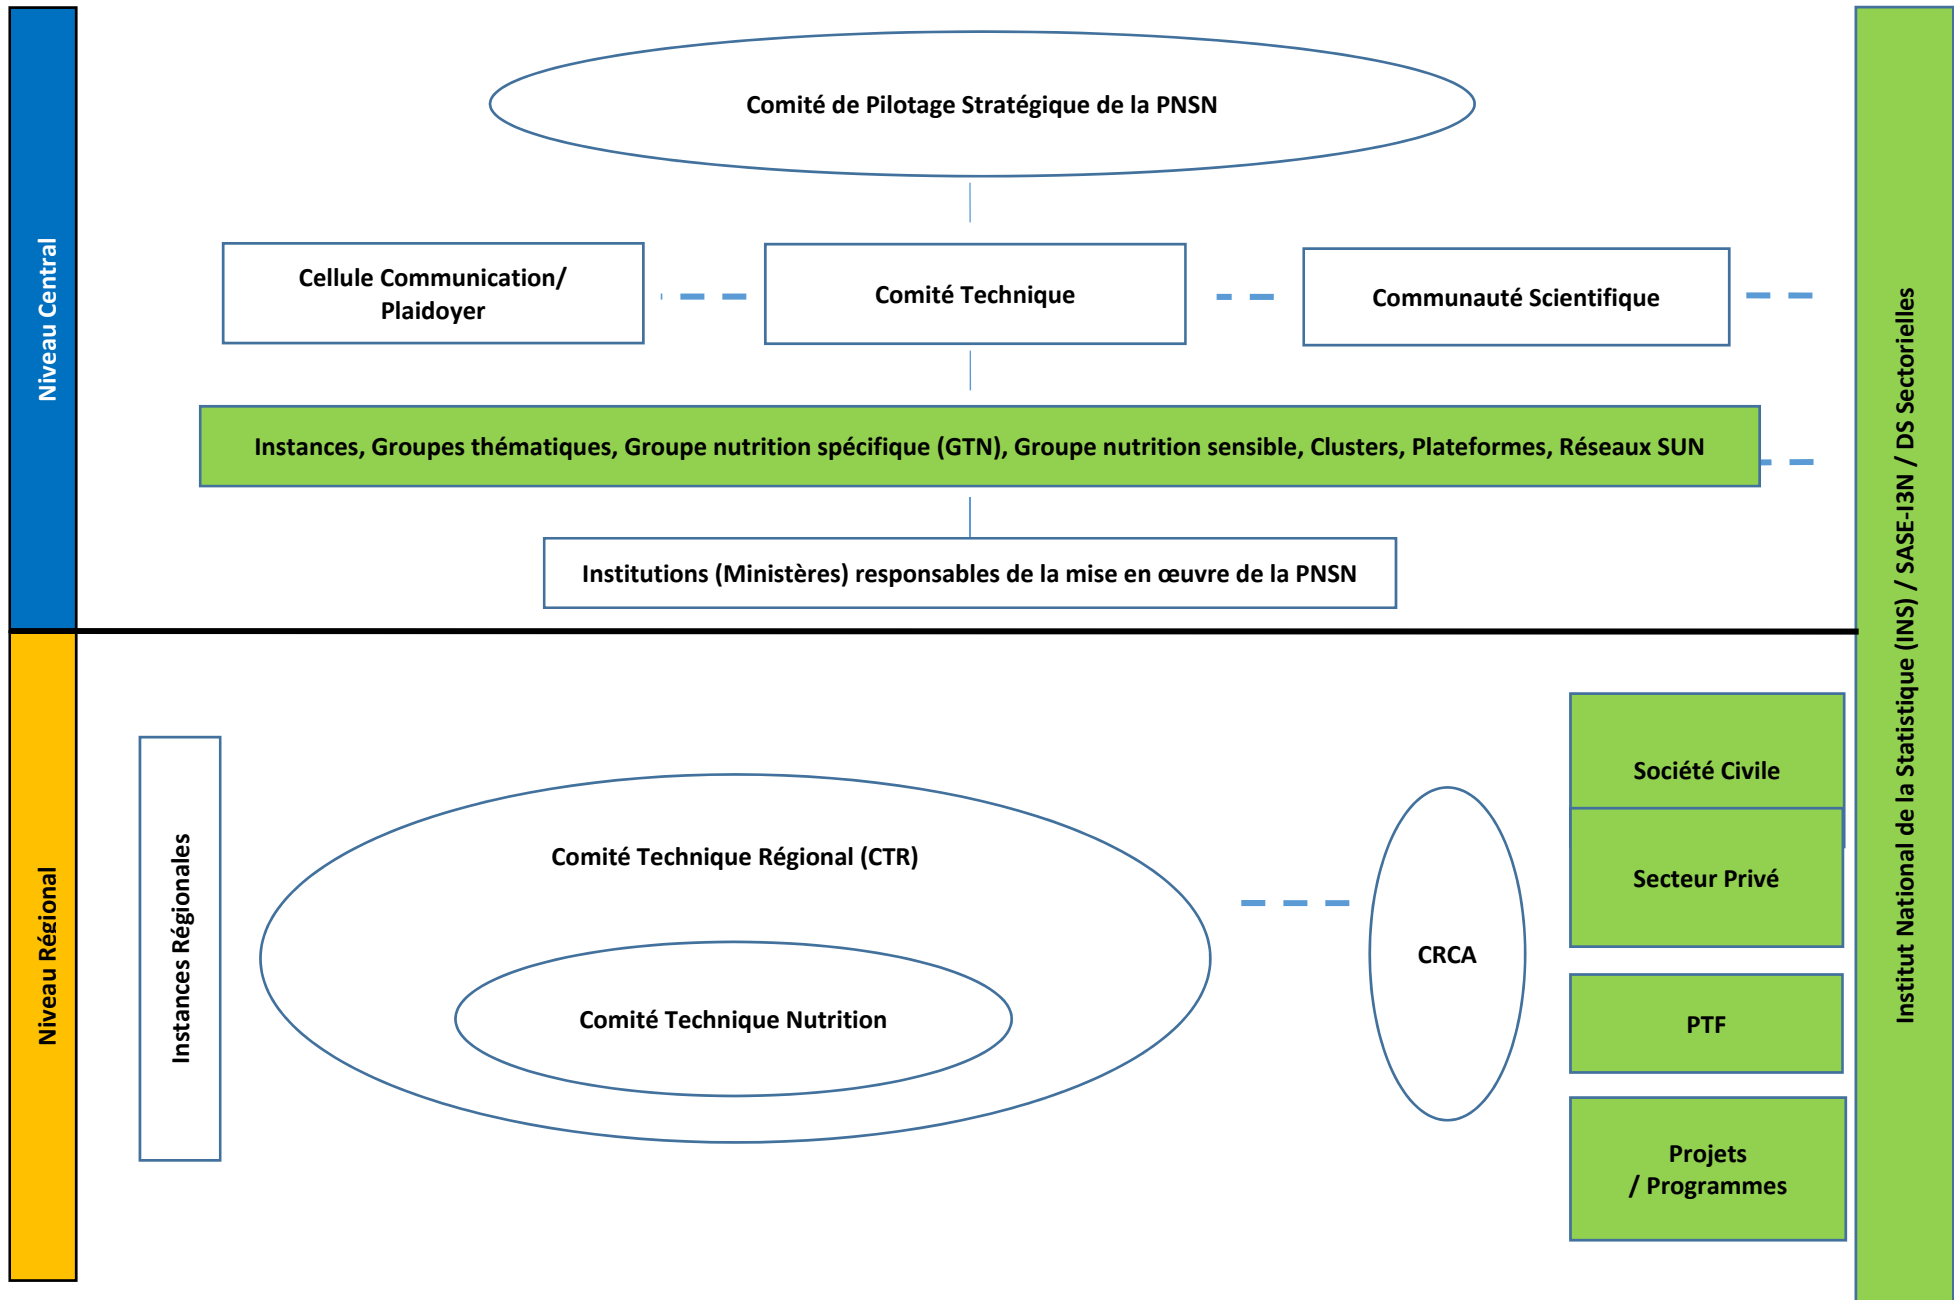 Comité de Pilotage Stratégique de la PNSN
Niveau Central
Cellule Communication/
Plaidoyer
Comité Technique
Communauté Scientifique
Instances, Groupes thématiques, Groupe nutrition spécifique (GTN), Groupe nutrition sensible, Clusters, Plateformes, Réseaux SUN
Institutions (Ministères) responsables de la mise en œuvre de la PNSN
Institut National de la Statistique (INS) / SASE-I3N / DS Sectorielles
Niveau Régional
Instances Régionales
Comité Technique Régional (CTR)
Comité Technique Nutrition
CRCA
Société Civile
Secteur Privé
PTF
Projets
/ Programmes